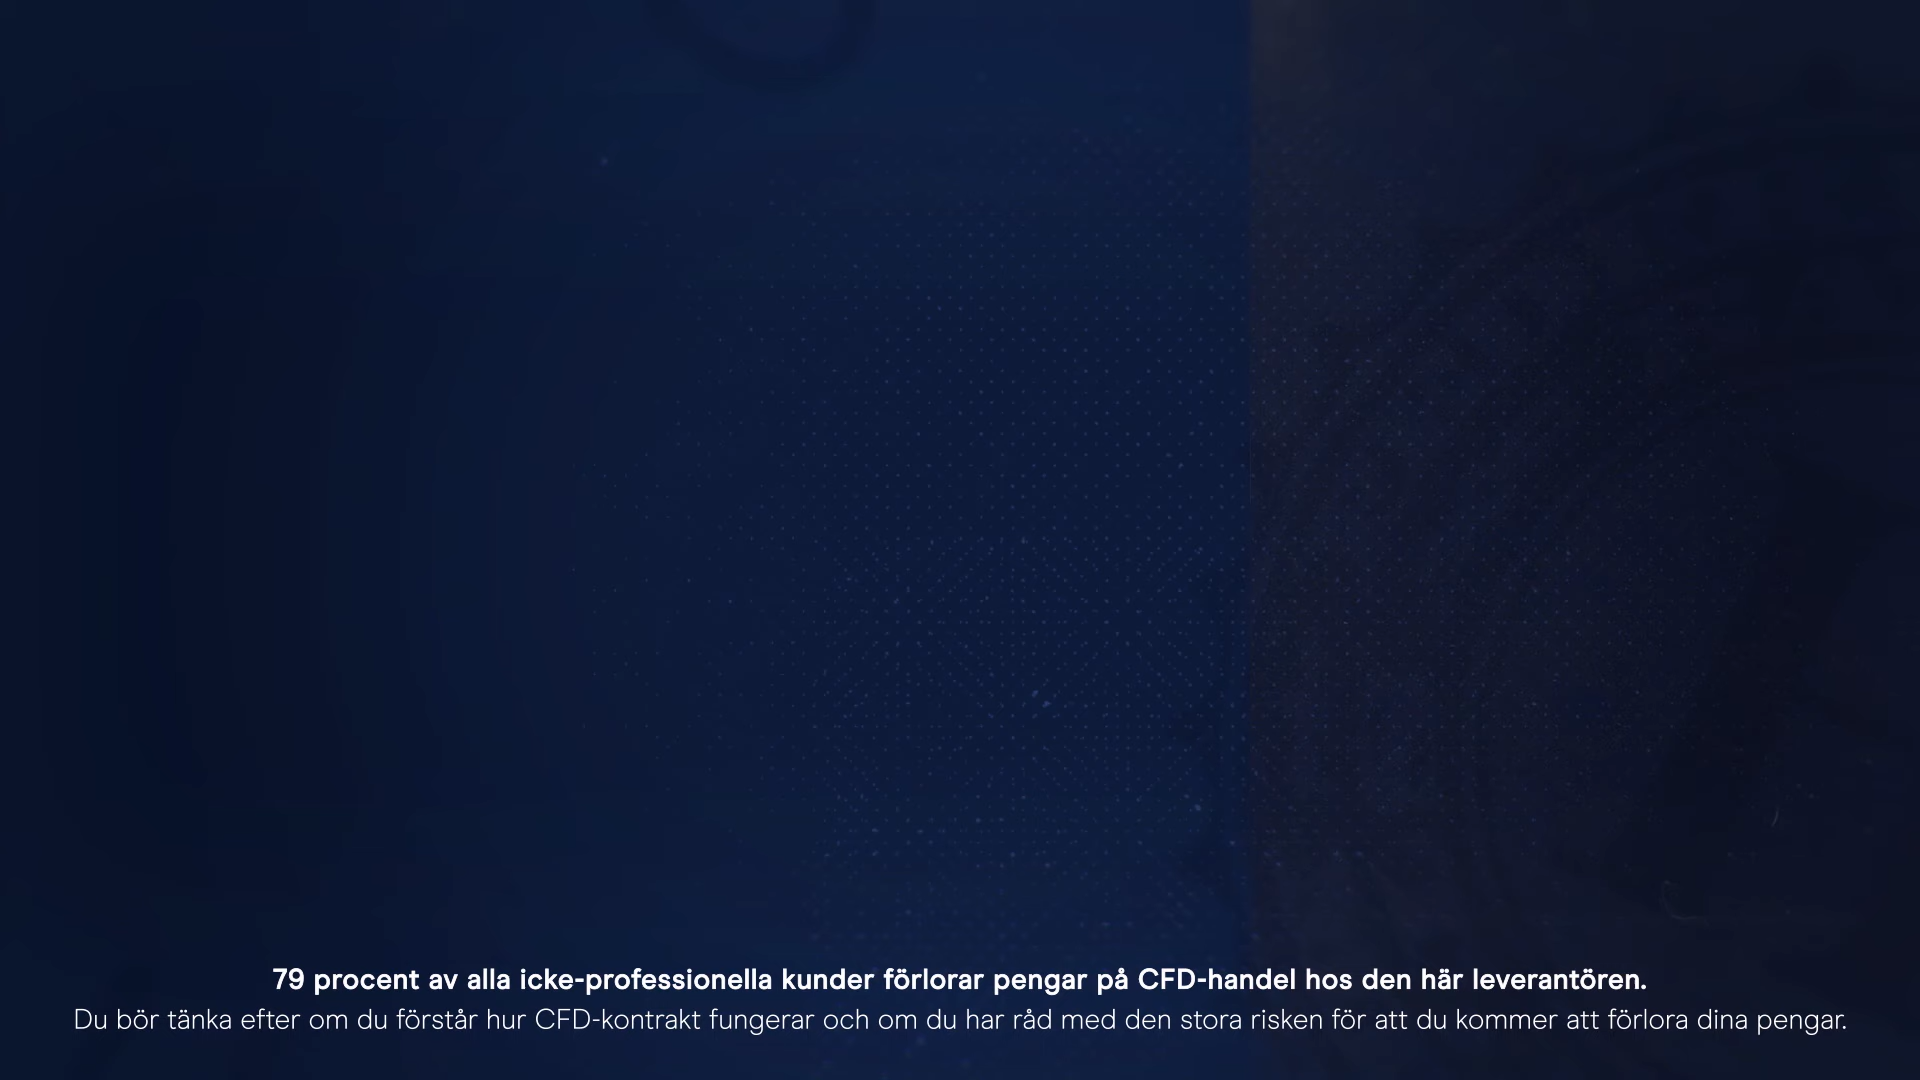 79 procent av alla icke-professionella kunder förlorar pengar på CFD-handel hos den här leverantören.
Du bör tänka efter om du förstår hur CFD-kontrakt fungerar och om du har råd med den stora risken för att du kommer att förlora dina pengar.